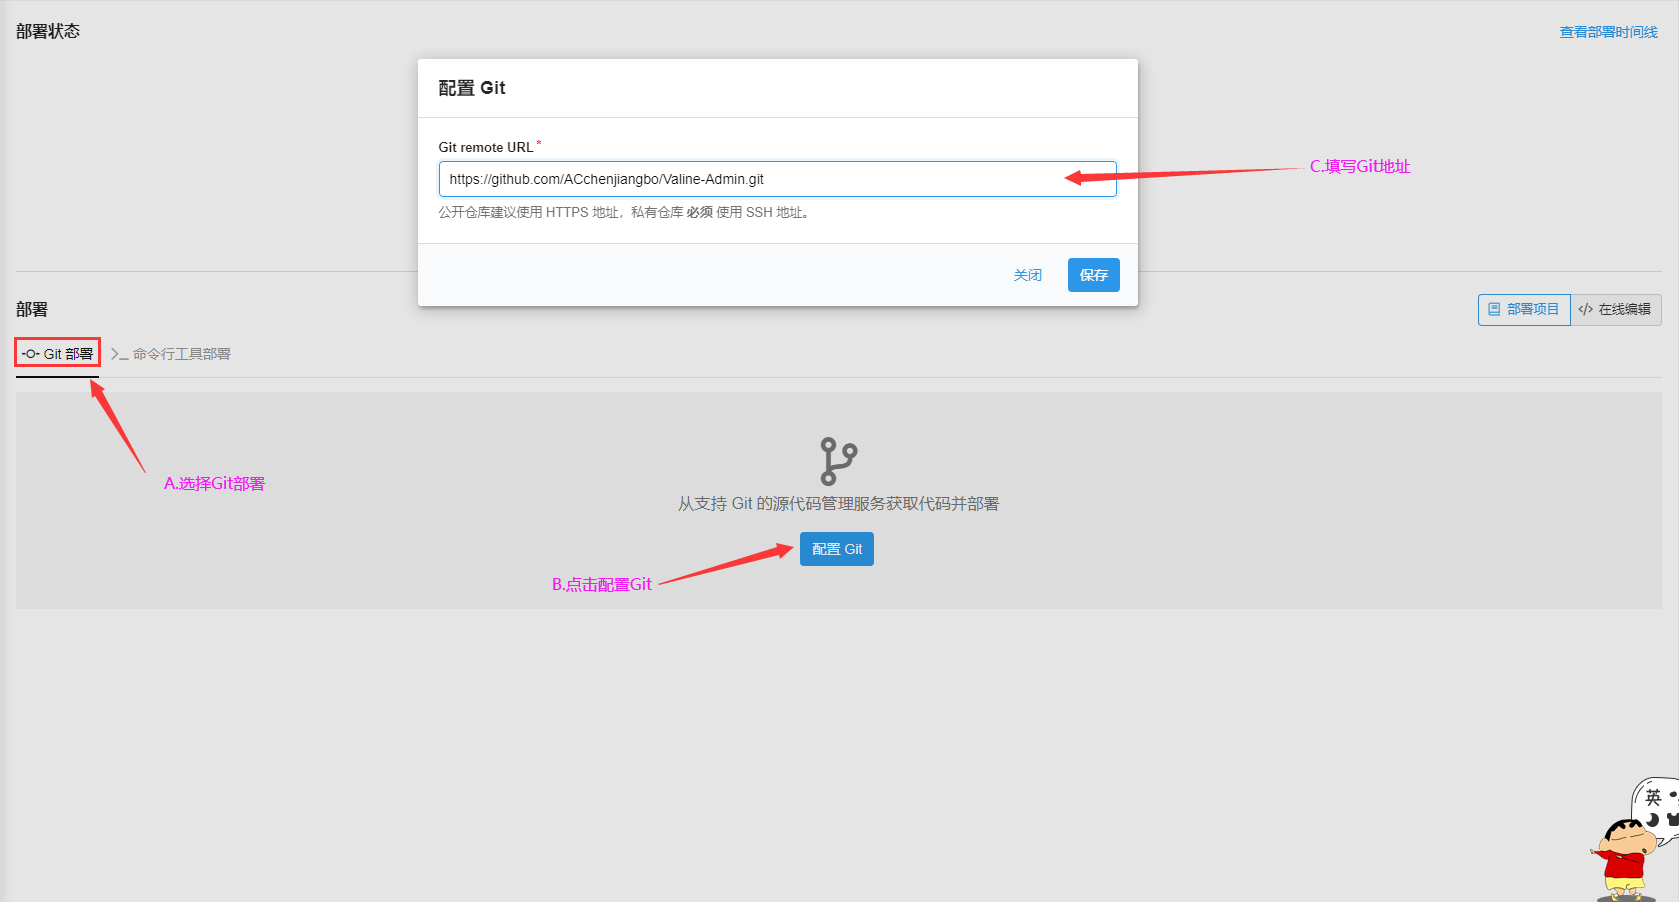 部署状态
查看部署时间线
配置 Git
Git remote URL *
https://github.com/ACchenjiangbo/Valine-Admin.git
C.填写Git地址
公开仓库建议使用 HTTPS 地址，私有仓库 必须 使用 SSH 地址。
关闭
保存
部署
部署项目
</> 在线编辑
Git 部署
命令行工具部署
A.选择Git部署
从支持 Git 的源代码管理服务获取代码并部署
配置 Git
B.点击配置Git
英